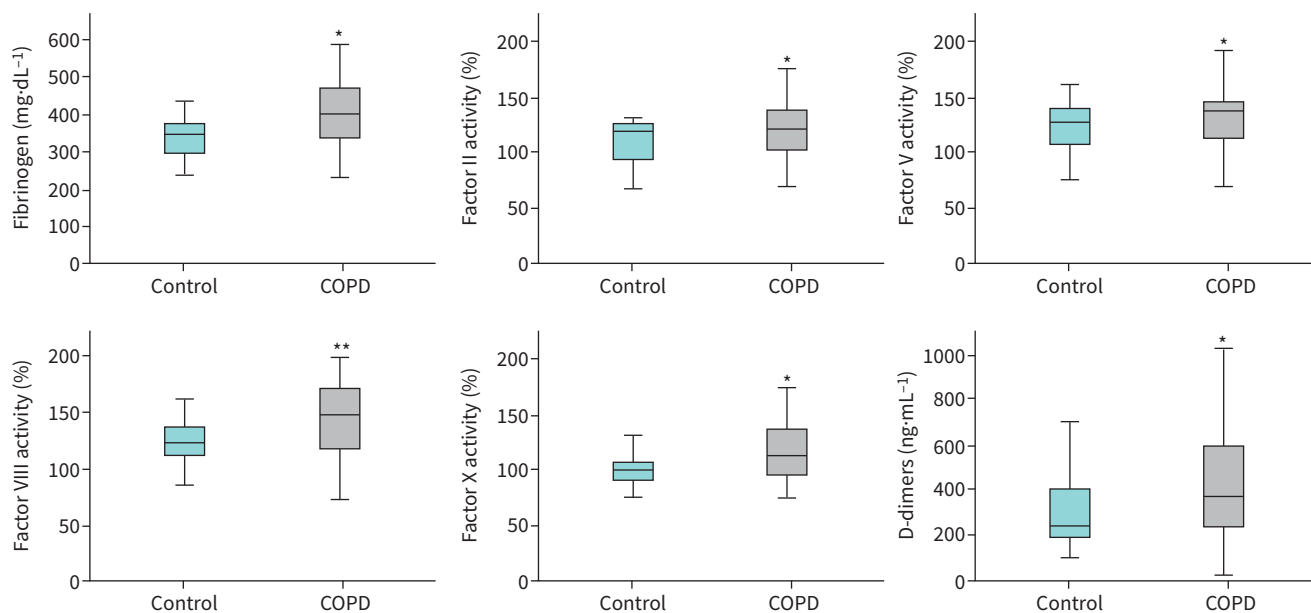 Fibrinogen (mg·dL⁻¹)
600
500
400
300
200
100
0
*
Control
COPD
Factor II activity (%)
200
150
100
50
0
*
Control
COPD
Factor V activity (%)
200
150
100
50
0
*
Control
COPD
Factor VIII activity (%)
200
150
100
50
0
**
Control
COPD
Factor X activity (%)
200
150
100
50
0
*
Control
COPD
D-dimers (ng·mL⁻¹)
1000
800
600
400
200
0
*
Control
COPD